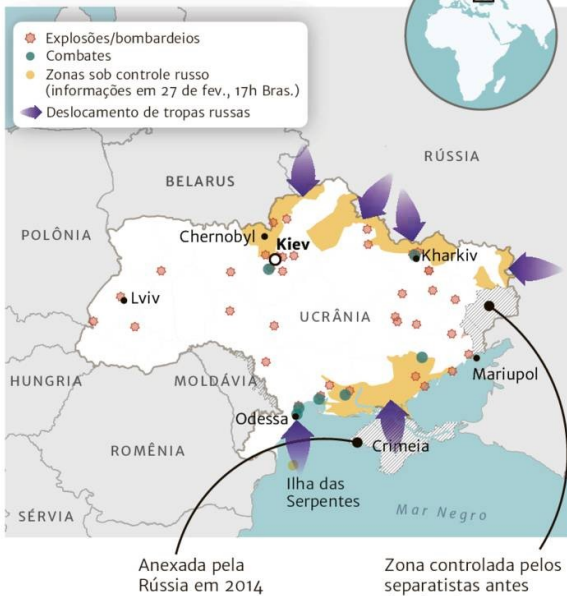 Explosões/bombardeios
Combates
Zonas sob controle russo
(informações em 27 de fev., 17h Bras.)
Deslocamento de tropas russas
RÚSSIA
BELARUS
POLÔNIA
Chernobyl
Kiev
Kharkiv
Lviv
UCRÂNIA
HUNGRIA
MOLDÁVIA
Mariupol
Odessa
Crimeia
ROMÊNIA
Ilha das
Serpentes
SÉRVIA
Mar Negro
Anexada pela
Rússia em 2014
Zona controlada pelos
separatistas antes